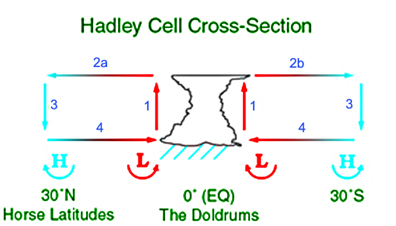 Hadley Cell Cross-Section
2a 2b
3 1 1 3
4 4
H L L H
30°N 0° (EQ) 30°S
Horse Latitudes The Doldrums